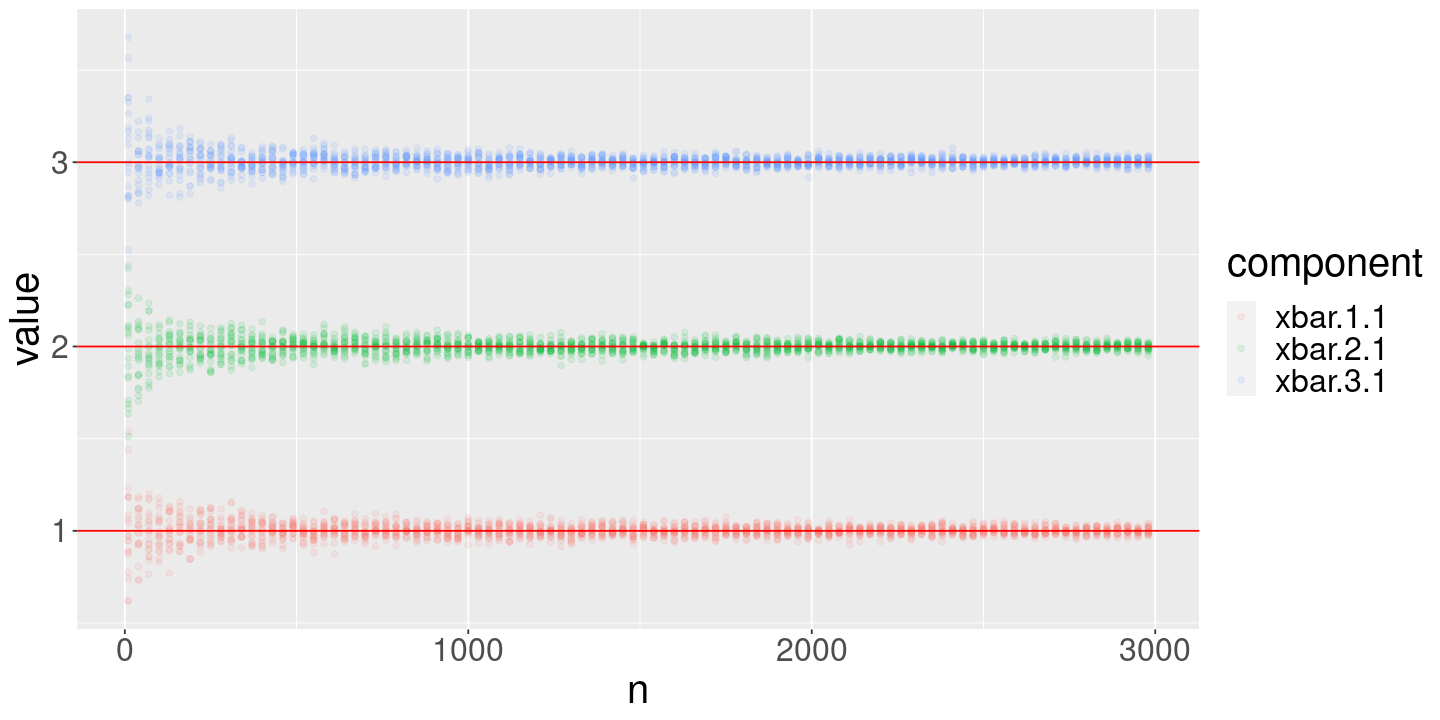 value
3
2
1
0 1000 2000 3000
n
component
xbar.1.1
xbar.2.1
xbar.3.1